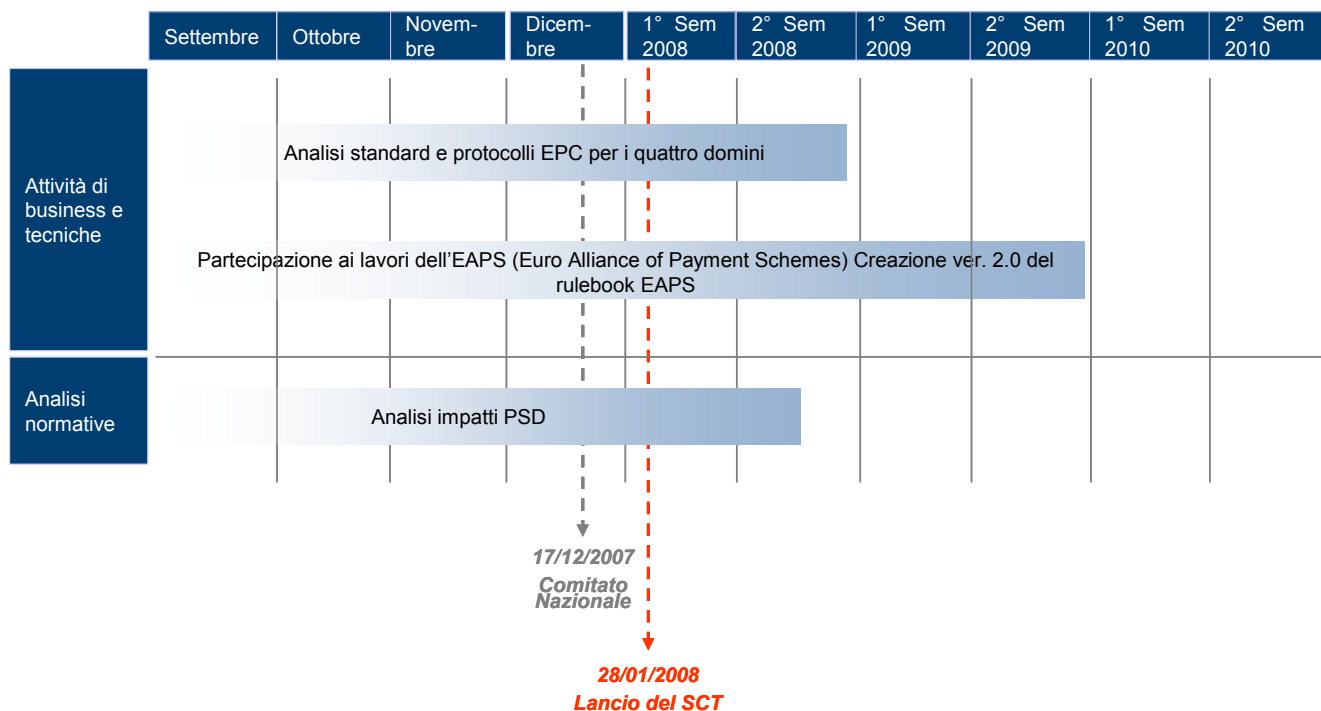 Settembre
Ottobre
Novem-
bre
Dicem-
bre
1° Sem
2008
2° Sem
2008
1° Sem
2009
2° Sem
2009
1° Sem
2010
2° Sem
2010
Attività di
business e
tecniche
Analisi standard e protocolli EPC per i quattro domini
Partecipazione ai lavori dell’EAPS (Euro Alliance of Payment Schemes) Creazione ver. 2.0 del
rulebook EAPS
Analisi
normative
Analisi impatti PSD
17/12/2007
Comitato
Nazionale
28/01/2008
Lancio del SCT